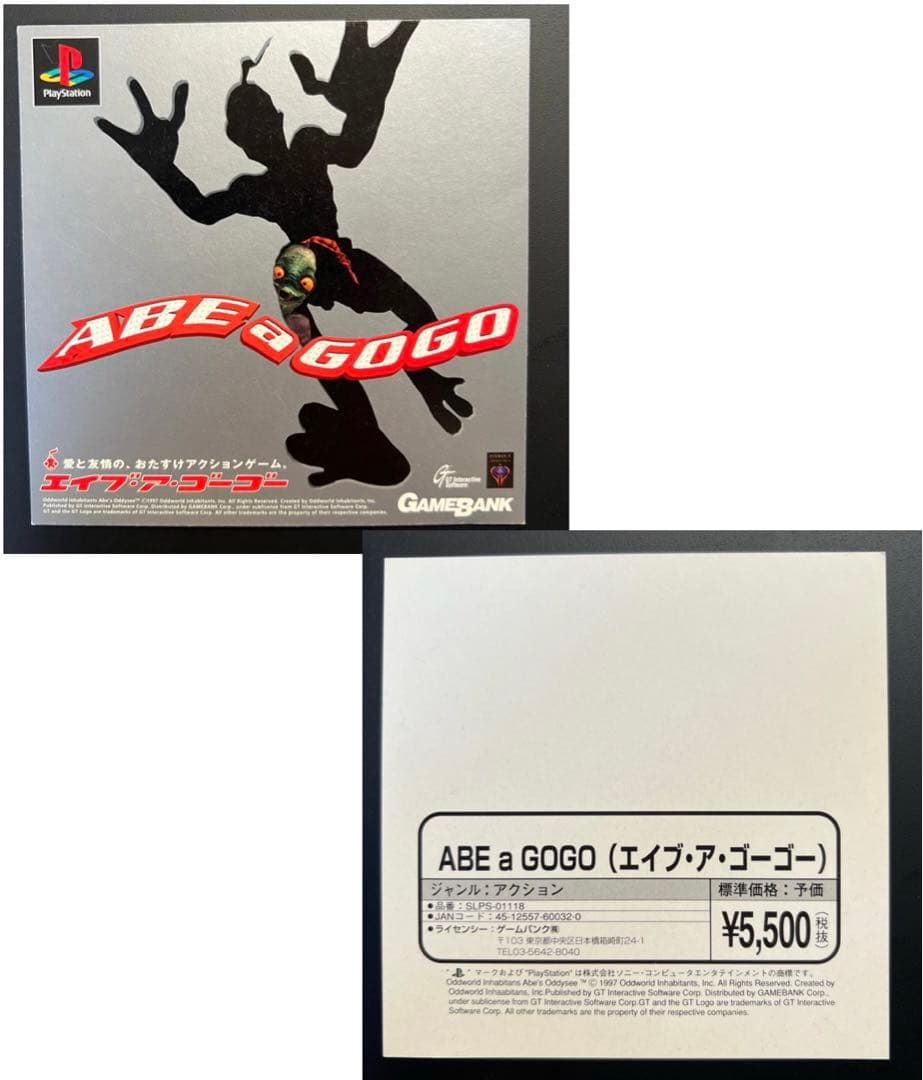 PlayStation
ABE a GOGO
愛と友情の、おたすけアクションゲーム。
エイブ・ア・ゴーゴー
Oddworld Inhabitants Abe's Oddysee™ ©1997 Oddworld Inhabitants, Inc. All Rights Reserved. Created by Oddworld Inhabitants, Inc.
Published by GT Interactive Software Corp. Distributed by GAMEBANK Corp., under sublicense from GT Interactive Software Corp.
GT and the GT Logo are trademarks of GT Interactive Software Corp. All other trademarks are the property of their respective companies.
GT Interactive
Software
GAMEBANK
ABE a GOGO（エイブ・ア・ゴーゴー）
ジャンル：アクション
標準価格：予価
●品番：SLPS-01118
●JANコード：45-12557-60032-0
●ライセンシー：ゲームバンク㈱
〒103 東京都中央区日本橋箱崎町24-1
TEL03-5642-8040
¥5,500（税抜）
" " マークおよび"PlayStation"は株式会社ソニー・コンピュータエンタテインメントの商標です。
Oddworld Inhabitants Abe's Oddysee ™ © 1997 Oddworld Inhabitants, Inc. All Rights Reserved. Created by
Oddworld Inhaabitants, Inc.Published by GT Interactive Software Corp. Distributed by GAMEBANK Corp.,
under sublicense from GT Interactive Software Corp.GT and the GT Logo are trademarks of GT Interactive
Software Corp. All other trademarks are the property of their respective companies.